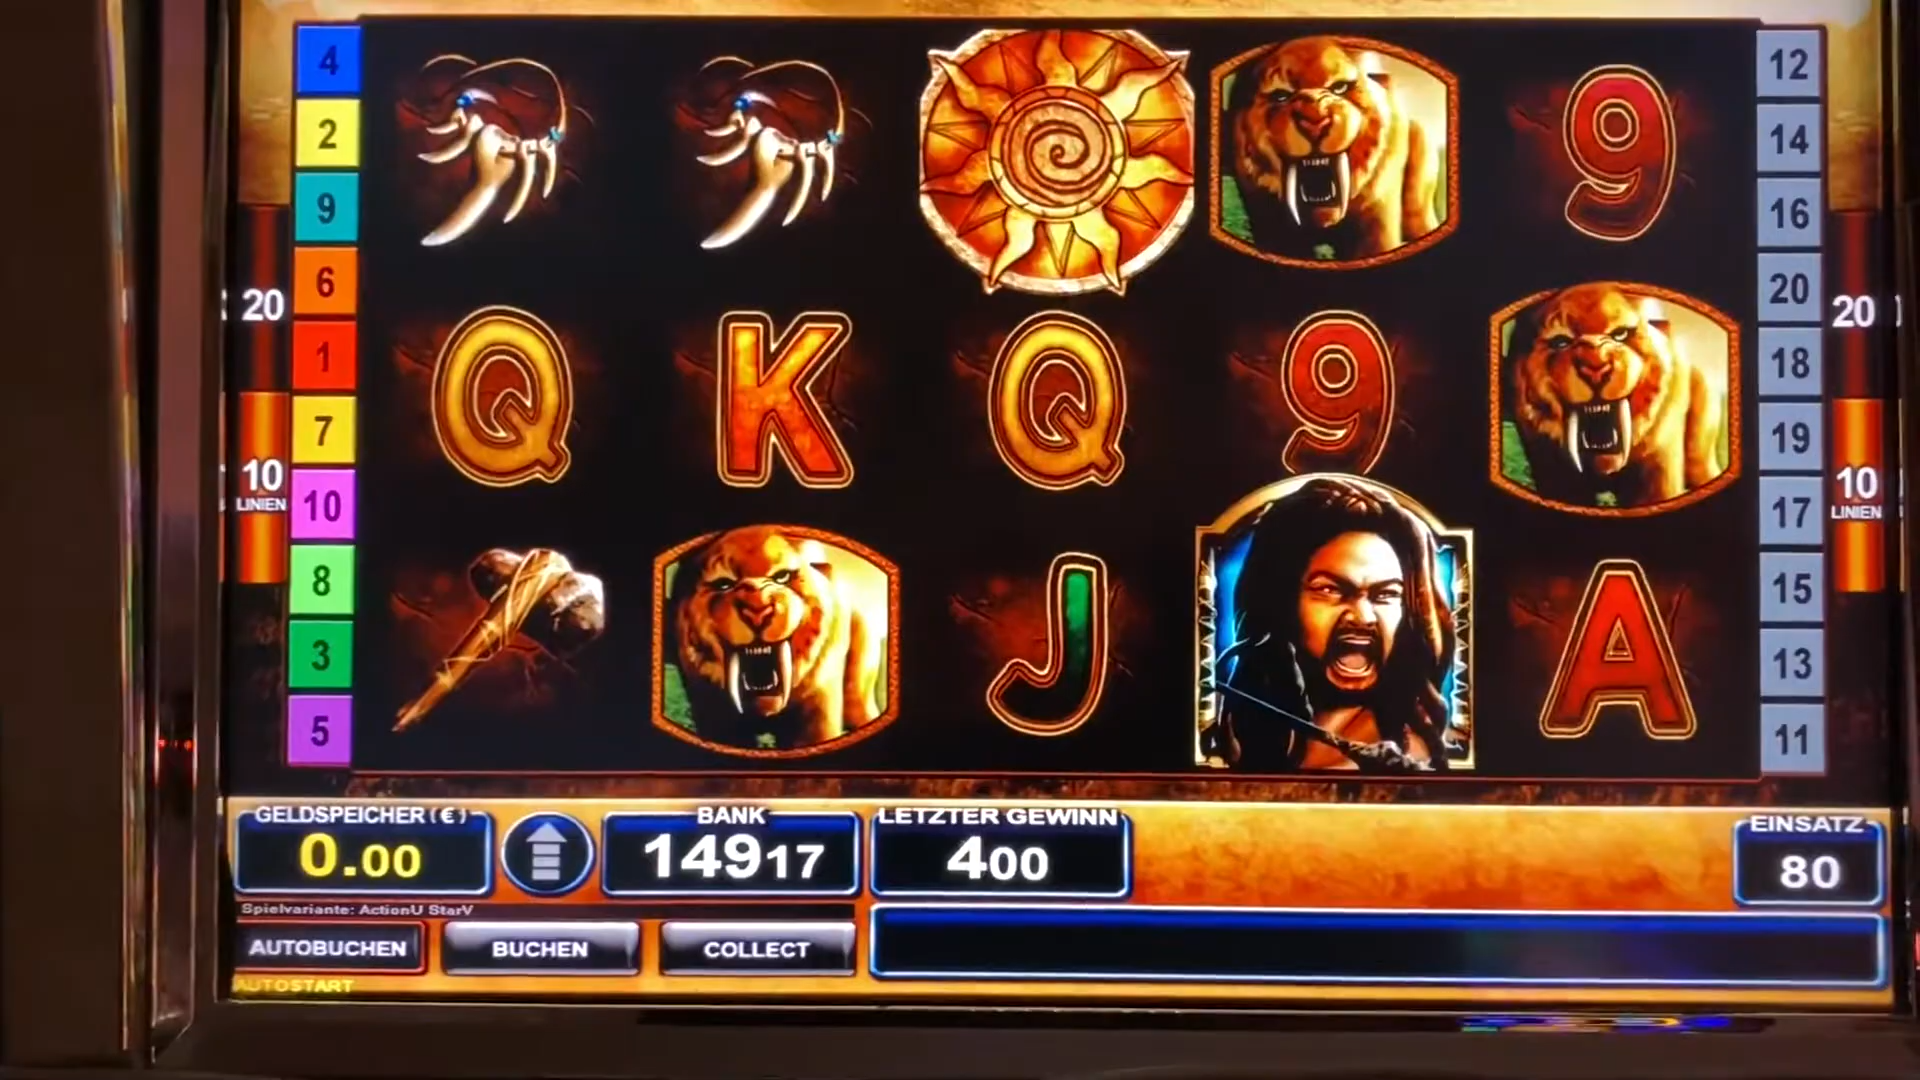 4
2
9
6
1
7
10
8
3
5
20
10
LINIEN
9
Q K Q 9
J A
12
14
16
20
18
19
17
15
13
11
20
10
LINIEN
GELDSPEICHER (€) BANK LETZTER GEWINN EINSATZ
0.00 14917 400 80
Spielvariante: ActionU StarV
AUTOBUCHEN BUCHEN COLLECT
AUTOSTART